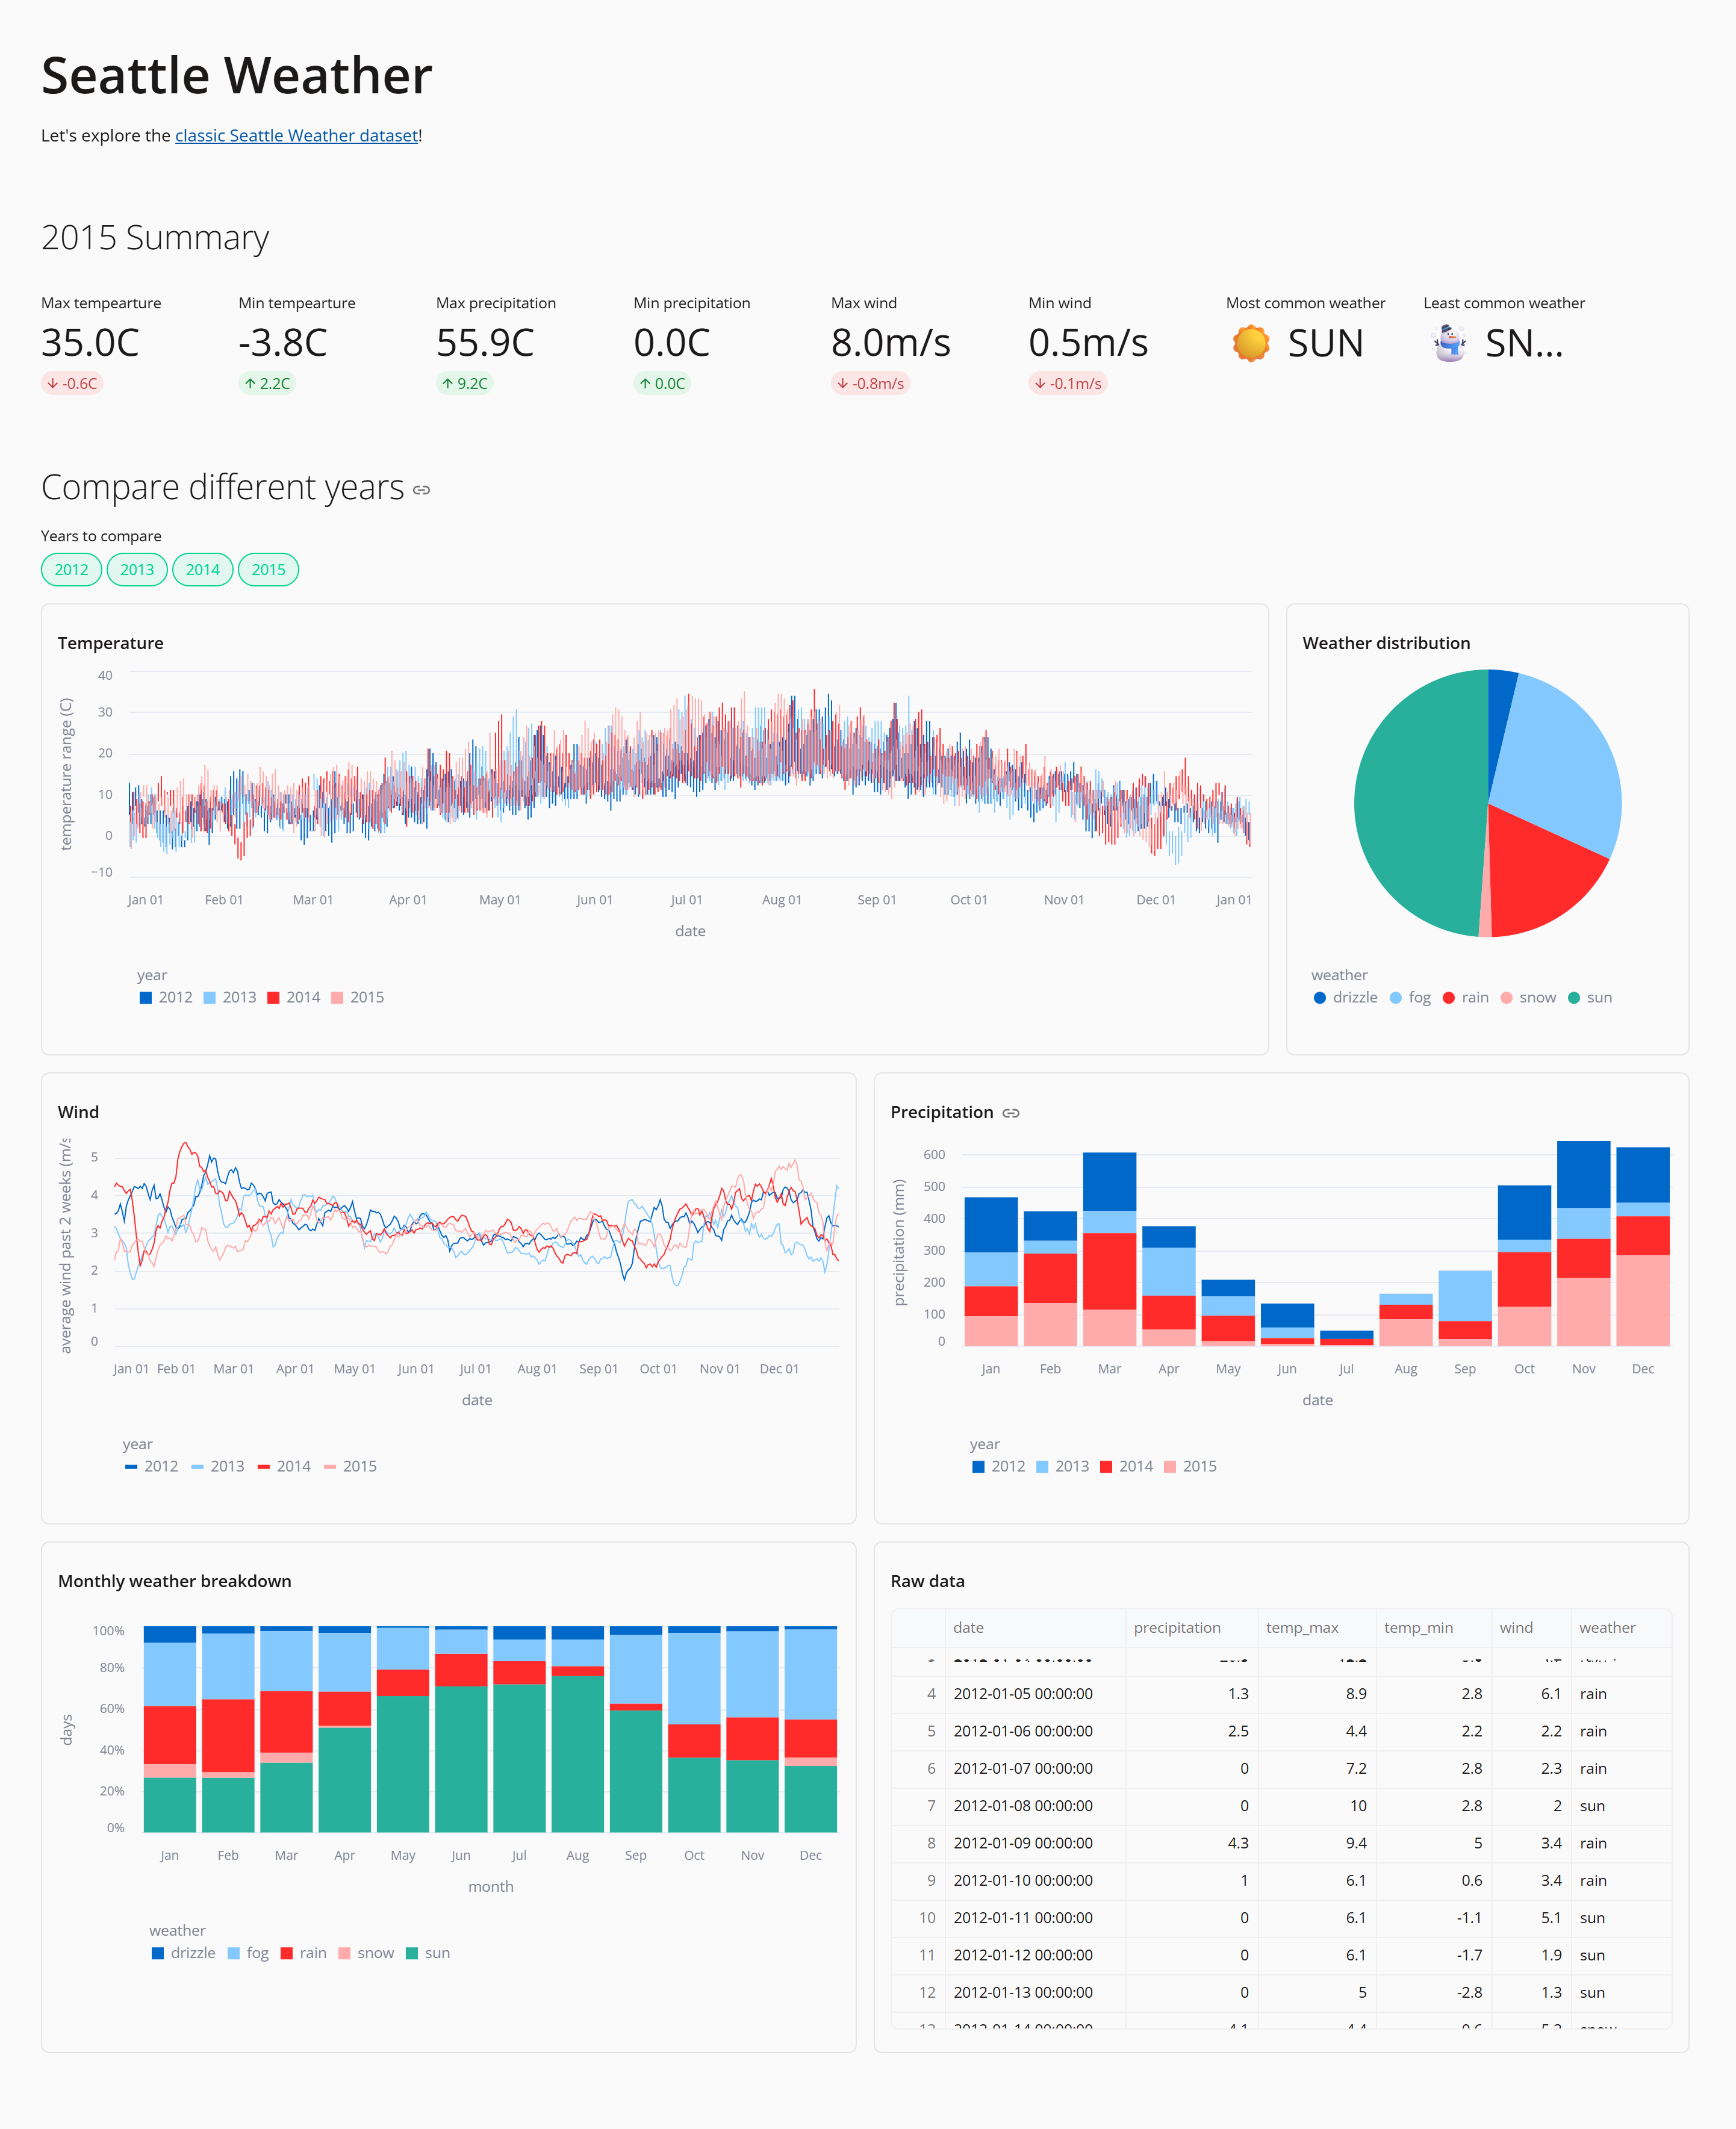 Seattle Weather
Let's explore the classic Seattle Weather dataset!
2015 Summary
Max tempearture
35.0C
-0.6C
Min tempearture
-3.8C
2.2C
Max precipitation
55.9C
9.2C
Min precipitation
0.0C
0.0C
Max wind
8.0m/s
-0.8m/s
Min wind
0.5m/s
-0.1m/s
Most common weather
SUN
Least common weather
SN...
Compare different years
Years to compare
2012 2013 2014 2015
Temperature
temperature range (C)
40
30
20
10
0
−10
Jan 01 Feb 01 Mar 01 Apr 01 May 01 Jun 01 Jul 01 Aug 01 Sep 01 Oct 01 Nov 01 Dec 01 Jan 01
date
year
2012 2013 2014 2015
Weather distribution
weather
drizzle fog rain snow sun
Wind
average wind past 2 weeks (m/s
5
4
3
2
1
0
Jan 01 Feb 01 Mar 01 Apr 01 May 01 Jun 01 Jul 01 Aug 01 Sep 01 Oct 01 Nov 01 Dec 01
date
year
2012 2013 2014 2015
Precipitation
precipitation (mm)
600
500
400
300
200
100
0
Jan Feb Mar Apr May Jun Jul Aug Sep Oct Nov Dec
date
year
2012 2013 2014 2015
Monthly weather breakdown
days
100%
80%
60%
40%
20%
0%
Jan Feb Mar Apr May Jun Jul Aug Sep Oct Nov Dec
month
weather
drizzle fog rain snow sun
Raw data
date precipitation temp_max temp_min wind weather
4 2012-01-05 00:00:00 1.3 8.9 2.8 6.1 rain
5 2012-01-06 00:00:00 2.5 4.4 2.2 2.2 rain
6 2012-01-07 00:00:00 0 7.2 2.8 2.3 rain
7 2012-01-08 00:00:00 0 10 2.8 2 sun
8 2012-01-09 00:00:00 4.3 9.4 5 3.4 rain
9 2012-01-10 00:00:00 1 6.1 0.6 3.4 rain
10 2012-01-11 00:00:00 0 6.1 -1.1 5.1 sun
11 2012-01-12 00:00:00 0 6.1 -1.7 1.9 sun
12 2012-01-13 00:00:00 0 5 -2.8 1.3 sun